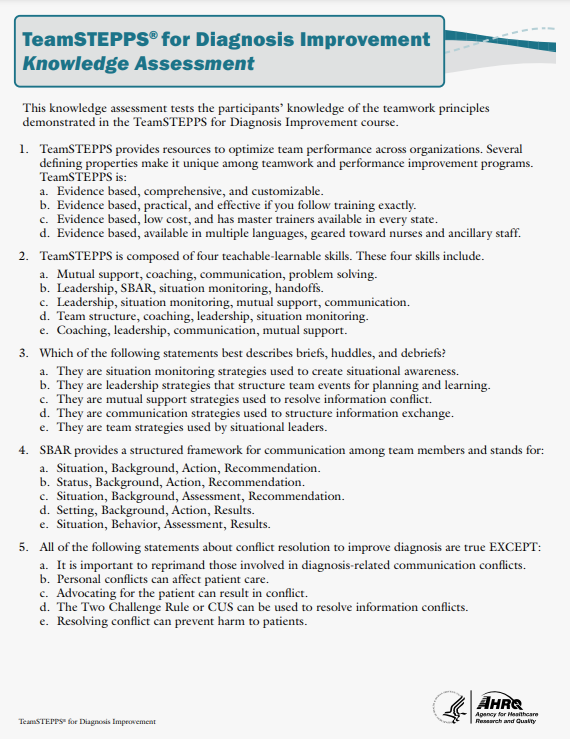 TeamSTEPPS® for Diagnosis Improvement
Knowledge Assessment
This knowledge assessment tests the participants' knowledge of the teamwork principles
demonstrated in the TeamSTEPPS for Diagnosis Improvement course.
1. TeamSTEPPS provides resources to optimize team performance across organizations. Several
defining properties make it unique among teamwork and performance improvement programs.
TeamSTEPPS is:
a. Evidence based, comprehensive, and customizable.
b. Evidence based, practical, and effective if you follow training exactly.
c. Evidence based, low cost, and has master trainers available in every state.
d. Evidence based, available in multiple languages, geared toward nurses and ancillary staff.
2. TeamSTEPPS is composed of four teachable-learnable skills. These four skills include.
a. Mutual support, coaching, communication, problem solving.
b. Leadership, SBAR, situation monitoring, handoffs.
c. Leadership, situation monitoring, mutual support, communication.
d. Team structure, coaching, leadership, situation monitoring.
e. Coaching, leadership, communication, mutual support.
3. Which of the following statements best describes briefs, huddles, and debriefs?
a. They are situation monitoring strategies used to create situational awareness.
b. They are leadership strategies that structure team events for planning and learning.
c. They are mutual support strategies used to resolve information conflict.
d. They are communication strategies used to structure information exchange.
e. They are team strategies used by situational leaders.
4. SBAR provides a structured framework for communication among team members and stands for:
a. Situation, Background, Action, Recommendation.
b. Status, Background, Action, Recommendation.
c. Situation, Background, Assessment, Recommendation.
d. Setting, Background, Action, Results.
e. Situation, Behavior, Assessment, Results.
5. All of the following statements about conflict resolution to improve diagnosis are true EXCEPT:
a. It is important to reprimand those involved in diagnosis-related communication conflicts.
b. Personal conflicts can affect patient care.
c. Advocating for the patient can result in conflict.
d. The Two Challenge Rule or CUS can be used to resolve information conflicts.
e. Resolving conflict can prevent harm to patients.
TeamSTEPPS® for Diagnosis Improvement
AHRQ
Agency for Healthcare
Research and Quality